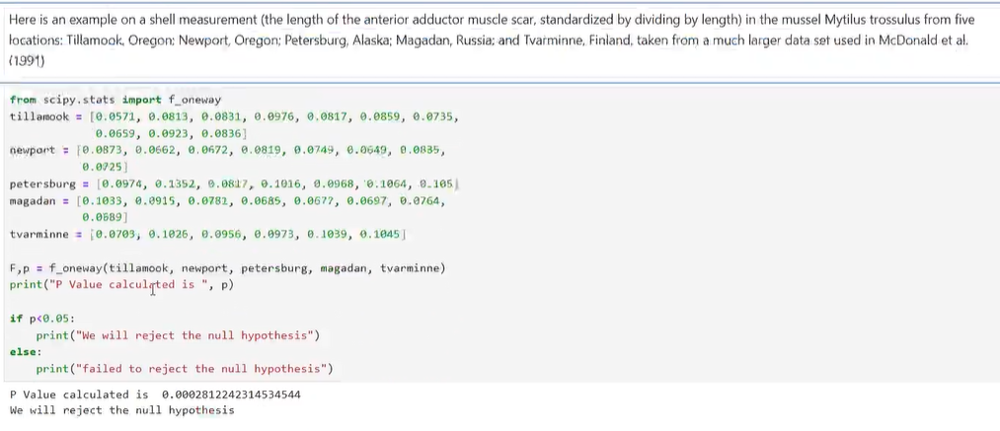 Here is an example on a shell measurement (the length of the anterior adductor muscle scar, standardized by dividing by length) in the mussel Mytilus trossulus from five
locations: Tillamook, Oregon; Newport, Oregon; Petersburg, Alaska; Magadan, Russia; and Tvarminne, Finland, taken from a much larger data set used in McDonald et al.
(1991)
from scipy.stats import f_oneway
tillamook = [0.0571, 0.0813, 0.0831, 0.0976, 0.0817, 0.0859, 0.0735,
0.0659, 0.0923, 0.0836]
newport = [0.0873, 0.0662, 0.0672, 0.0819, 0.0749, 0.0649, 0.0835,
0.0725]
petersburg = [0.0974, 0.1352, 0.0817, 0.1016, 0.0968, 0.1064, 0.105]
magadan = [0.1033, 0.0915, 0.0781, 0.0685, 0.0677, 0.0697, 0.0764,
0.0689]
tvarminne = [0.0703, 0.1026, 0.0956, 0.0973, 0.1039, 0.1045]
F,p = f_oneway(tillamook, newport, petersburg, magadan, tvarminne)
print("P Value calculated is ", p)
if p<0.05:
print("We will reject the null hypothesis")
else:
print("failed to reject the null hypothesis")
P Value calculated is  0.0002812242314534544
We will reject the null hypothesis